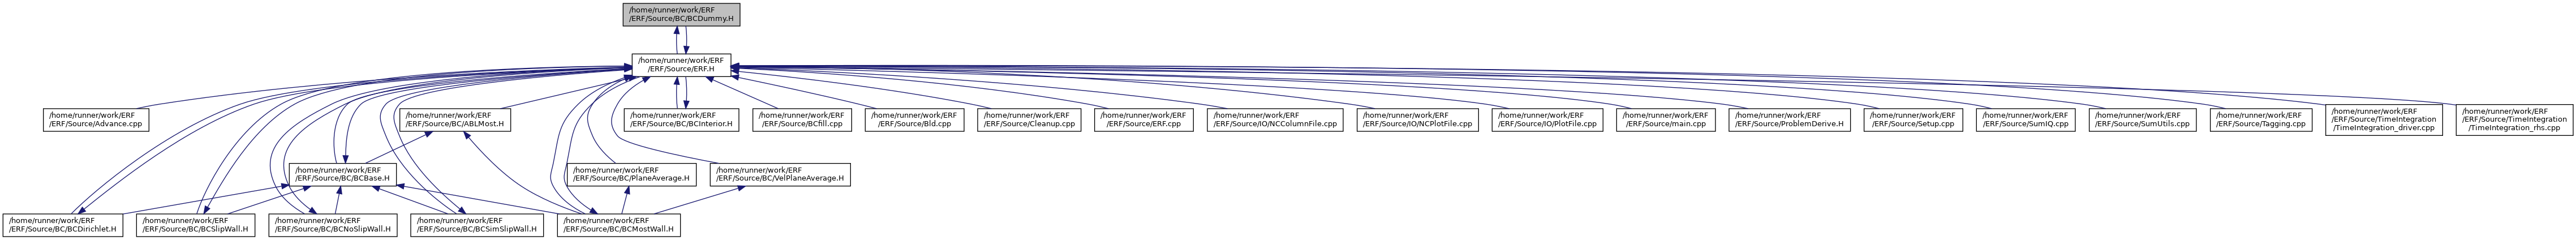 /home/runner/work/ERF
/ERF/Source/BC/BCDummy.H
/home/runner/work/ERF
/ERF/Source/ERF.H
/home/runner/work/ERF
/ERF/Source/Advance.cpp
/home/runner/work/ERF
/ERF/Source/BC/ABLMost.H
/home/runner/work/ERF
/ERF/Source/BC/BCInterior.H
/home/runner/work/ERF
/ERF/Source/BCfill.cpp
/home/runner/work/ERF
/ERF/Source/Bld.cpp
/home/runner/work/ERF
/ERF/Source/Cleanup.cpp
/home/runner/work/ERF
/ERF/Source/ERF.cpp
/home/runner/work/ERF
/ERF/Source/IO/NCColumnFile.cpp
/home/runner/work/ERF
/ERF/Source/IO/NCPlotFile.cpp
/home/runner/work/ERF
/ERF/Source/IO/PlotFile.cpp
/home/runner/work/ERF
/ERF/Source/main.cpp
/home/runner/work/ERF
/ERF/Source/ProblemDerive.H
/home/runner/work/ERF
/ERF/Source/Setup.cpp
/home/runner/work/ERF
/ERF/Source/SumIQ.cpp
/home/runner/work/ERF
/ERF/Source/SumUtils.cpp
/home/runner/work/ERF
/ERF/Source/Tagging.cpp
/home/runner/work/ERF
/ERF/Source/TimeIntegration
/TimeIntegration_driver.cpp
/home/runner/work/ERF
/ERF/Source/TimeIntegration
/TimeIntegration_rhs.cpp
/home/runner/work/ERF
/ERF/Source/BC/BCBase.H
/home/runner/work/ERF
/ERF/Source/BC/PlaneAverage.H
/home/runner/work/ERF
/ERF/Source/BC/VelPlaneAverage.H
/home/runner/work/ERF
/ERF/Source/BC/BCDirichlet.H
/home/runner/work/ERF
/ERF/Source/BC/BCSlipWall.H
/home/runner/work/ERF
/ERF/Source/BC/BCNoSlipWall.H
/home/runner/work/ERF
/ERF/Source/BC/BCSimSlipWall.H
/home/runner/work/ERF
/ERF/Source/BC/BCMostWall.H